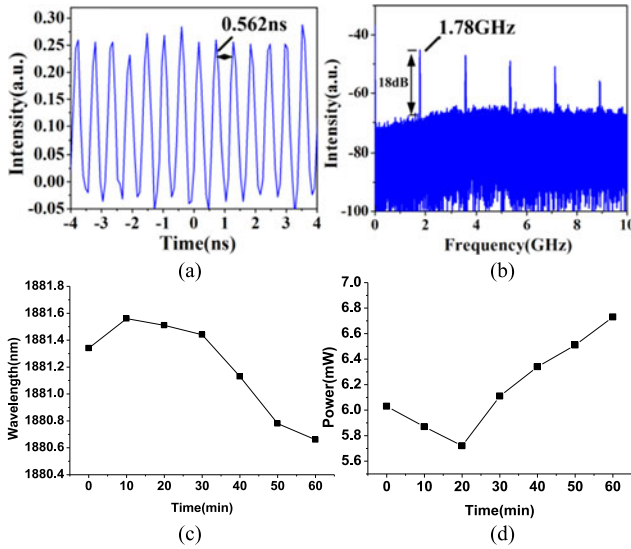 0.30
0.25
0.20
0.15
0.10
0.05
0.00
-0.05
Intensity(a.u.)
0.562ns
-4 -3 -2 -1 0 1 2 3 4
Time(ns)
(a)
-40
-60
-80
-100
Intensity(a.u.)
1.78GHz
18dB
0 2 4 6 8 10
Frequency(GHz)
(b)
1881.8
1881.6
1881.4
1881.2
1881.0
1880.8
1880.6
1880.4
Wavelength(nm)
0 10 20 30 40 50 60
Time(min)
(c)
7.0
6.8
6.6
6.4
6.2
6.0
5.8
5.6
Power(mW)
0 10 20 30 40 50 60
Time(min)
(d)